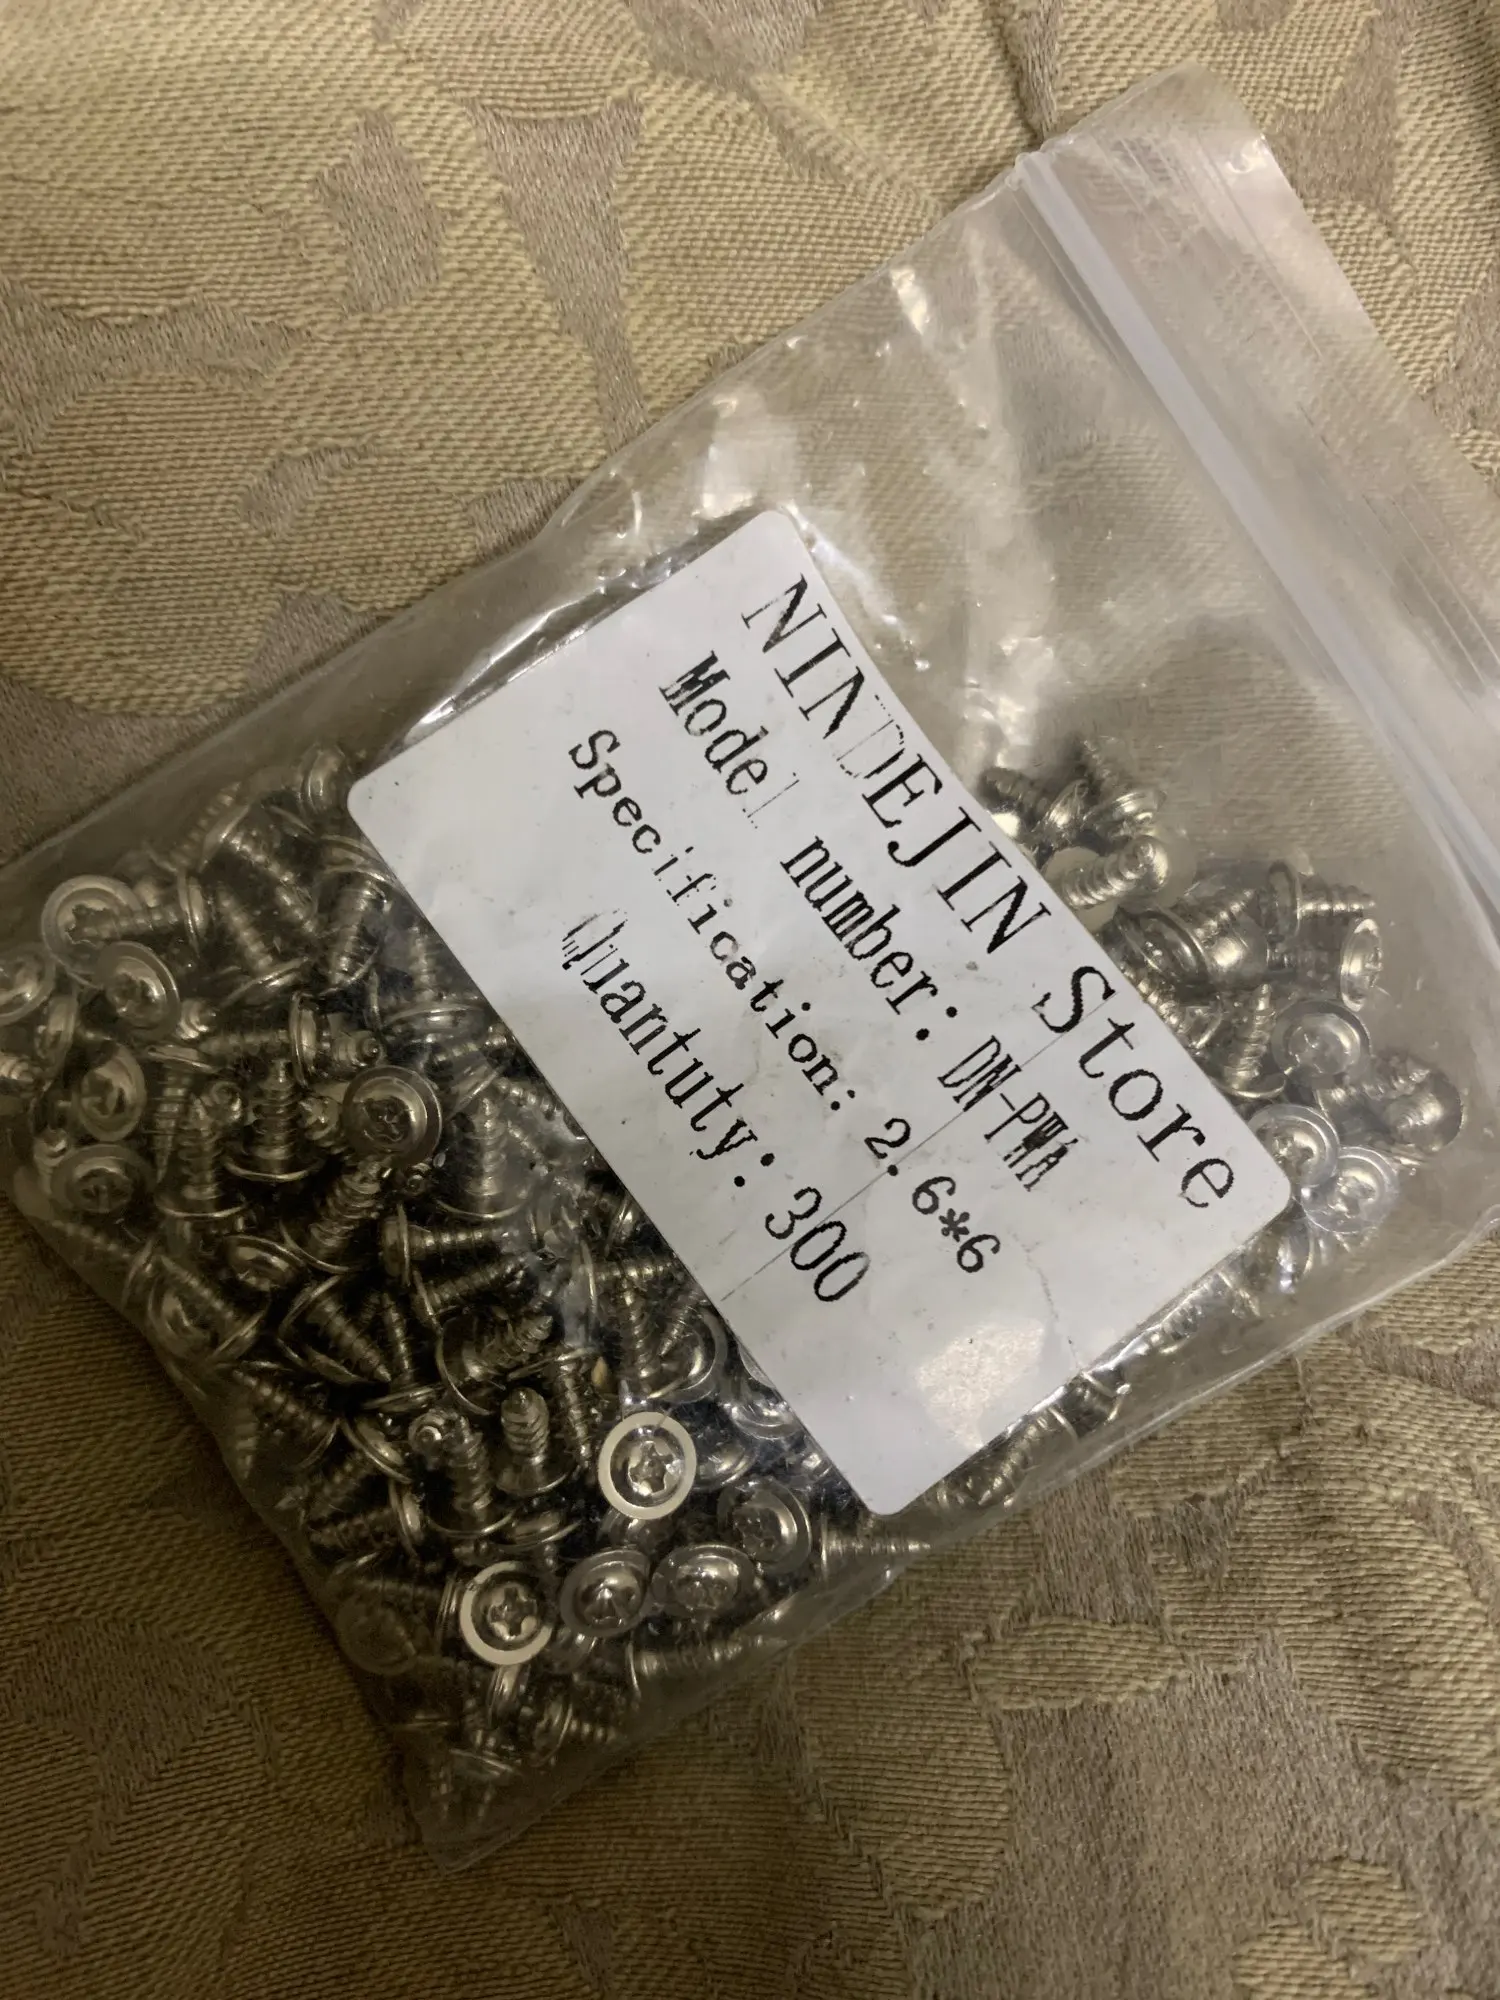 NINDEJIN Store
Model number: DN-PWA
Specification: 2.6*6
Quantuty: 300